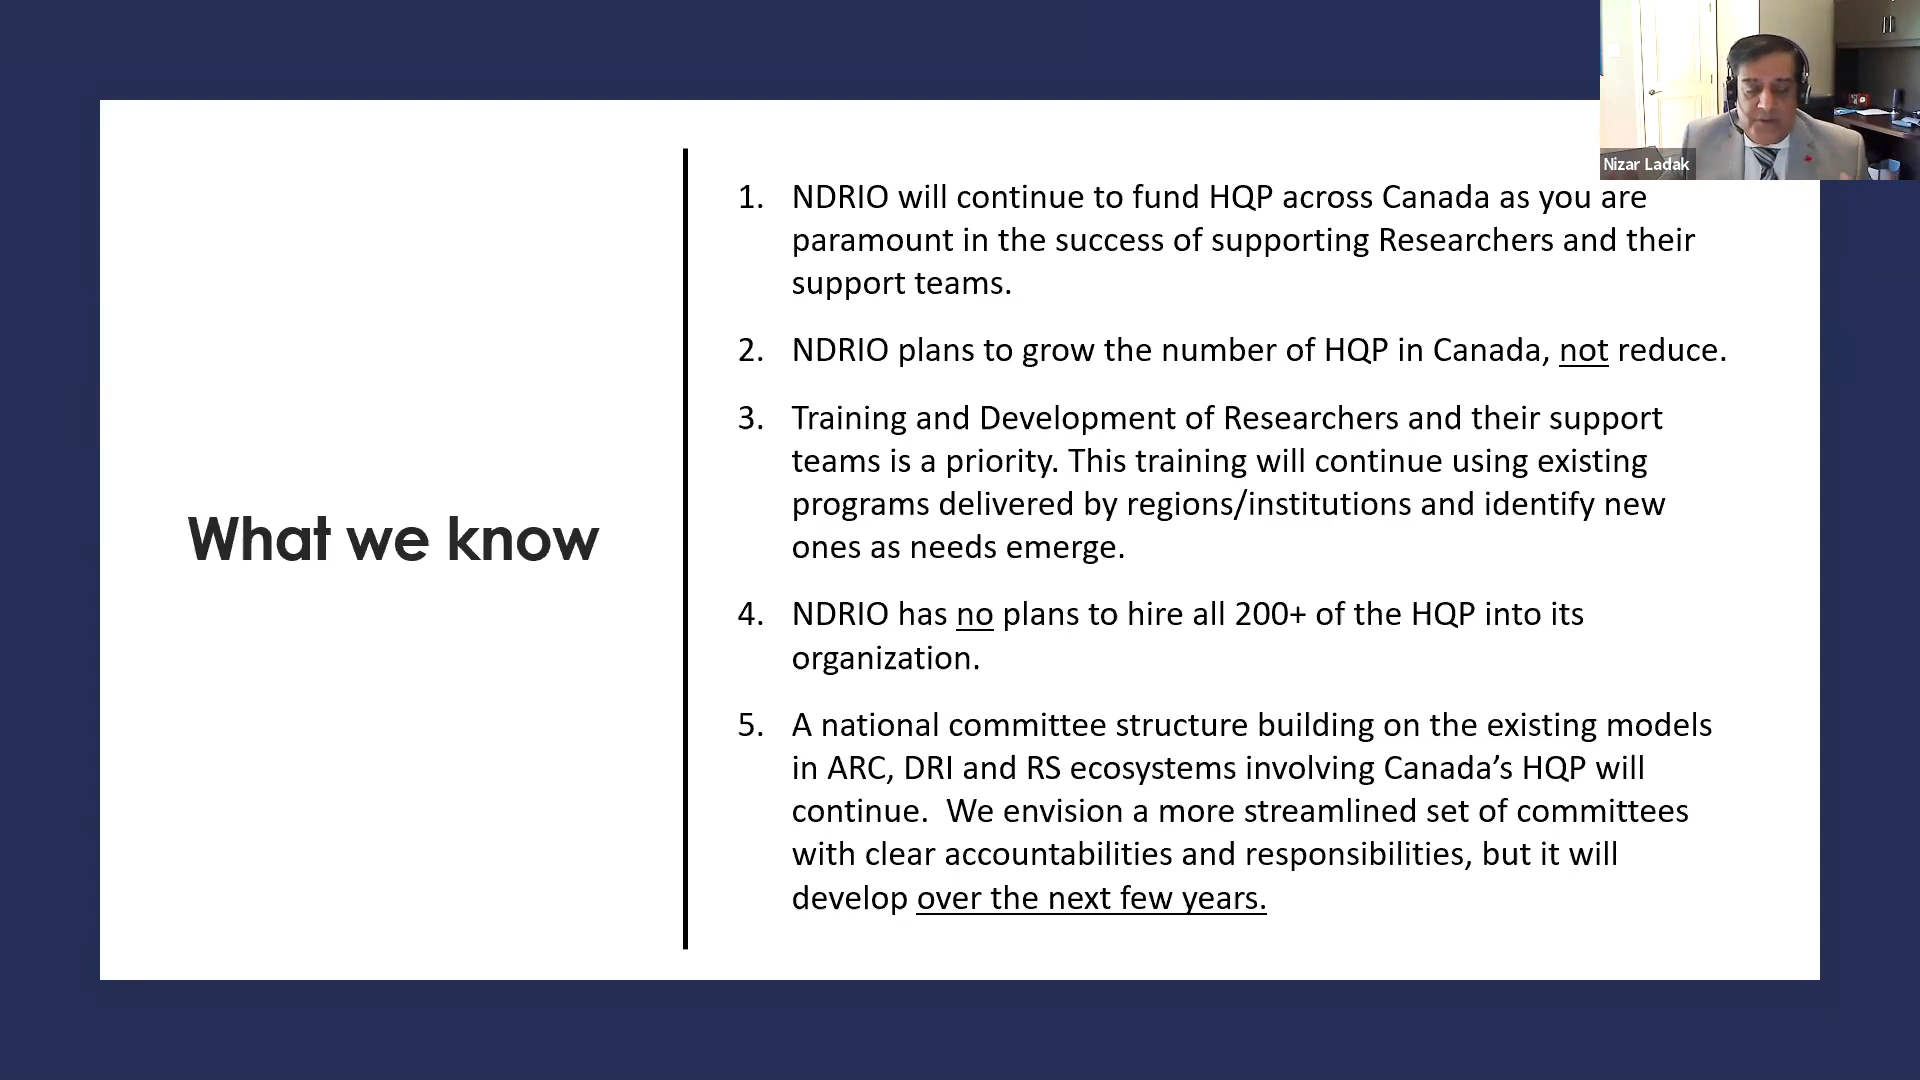 Nizar Ladak
What we know
1. NDRIO will continue to fund HQP across Canada as you are
paramount in the success of supporting Researchers and their
support teams.
2. NDRIO plans to grow the number of HQP in Canada, not reduce.
3. Training and Development of Researchers and their support
teams is a priority. This training will continue using existing
programs delivered by regions/institutions and identify new
ones as needs emerge.
4. NDRIO has no plans to hire all 200+ of the HQP into its
organization.
5. A national committee structure building on the existing models
in ARC, DRI and RS ecosystems involving Canada’s HQP will
continue.  We envision a more streamlined set of committees
with clear accountabilities and responsibilities, but it will
develop over the next few years.